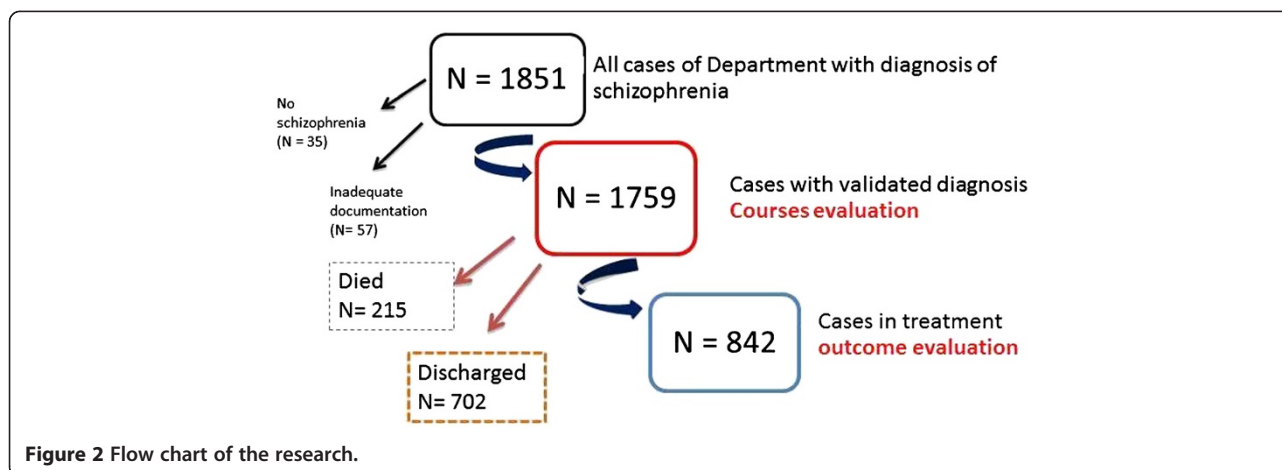 N = 1851
All cases of Department with diagnosis of
schizophrenia
No
schizophrenia
(N = 35)
Inadequate
documentation
(N= 57)
N = 1759
Cases with validated diagnosis
Courses evaluation
Died
N= 215
Discharged
N= 702
N = 842
Cases in treatment
outcome evaluation
Figure 2 Flow chart of the research.